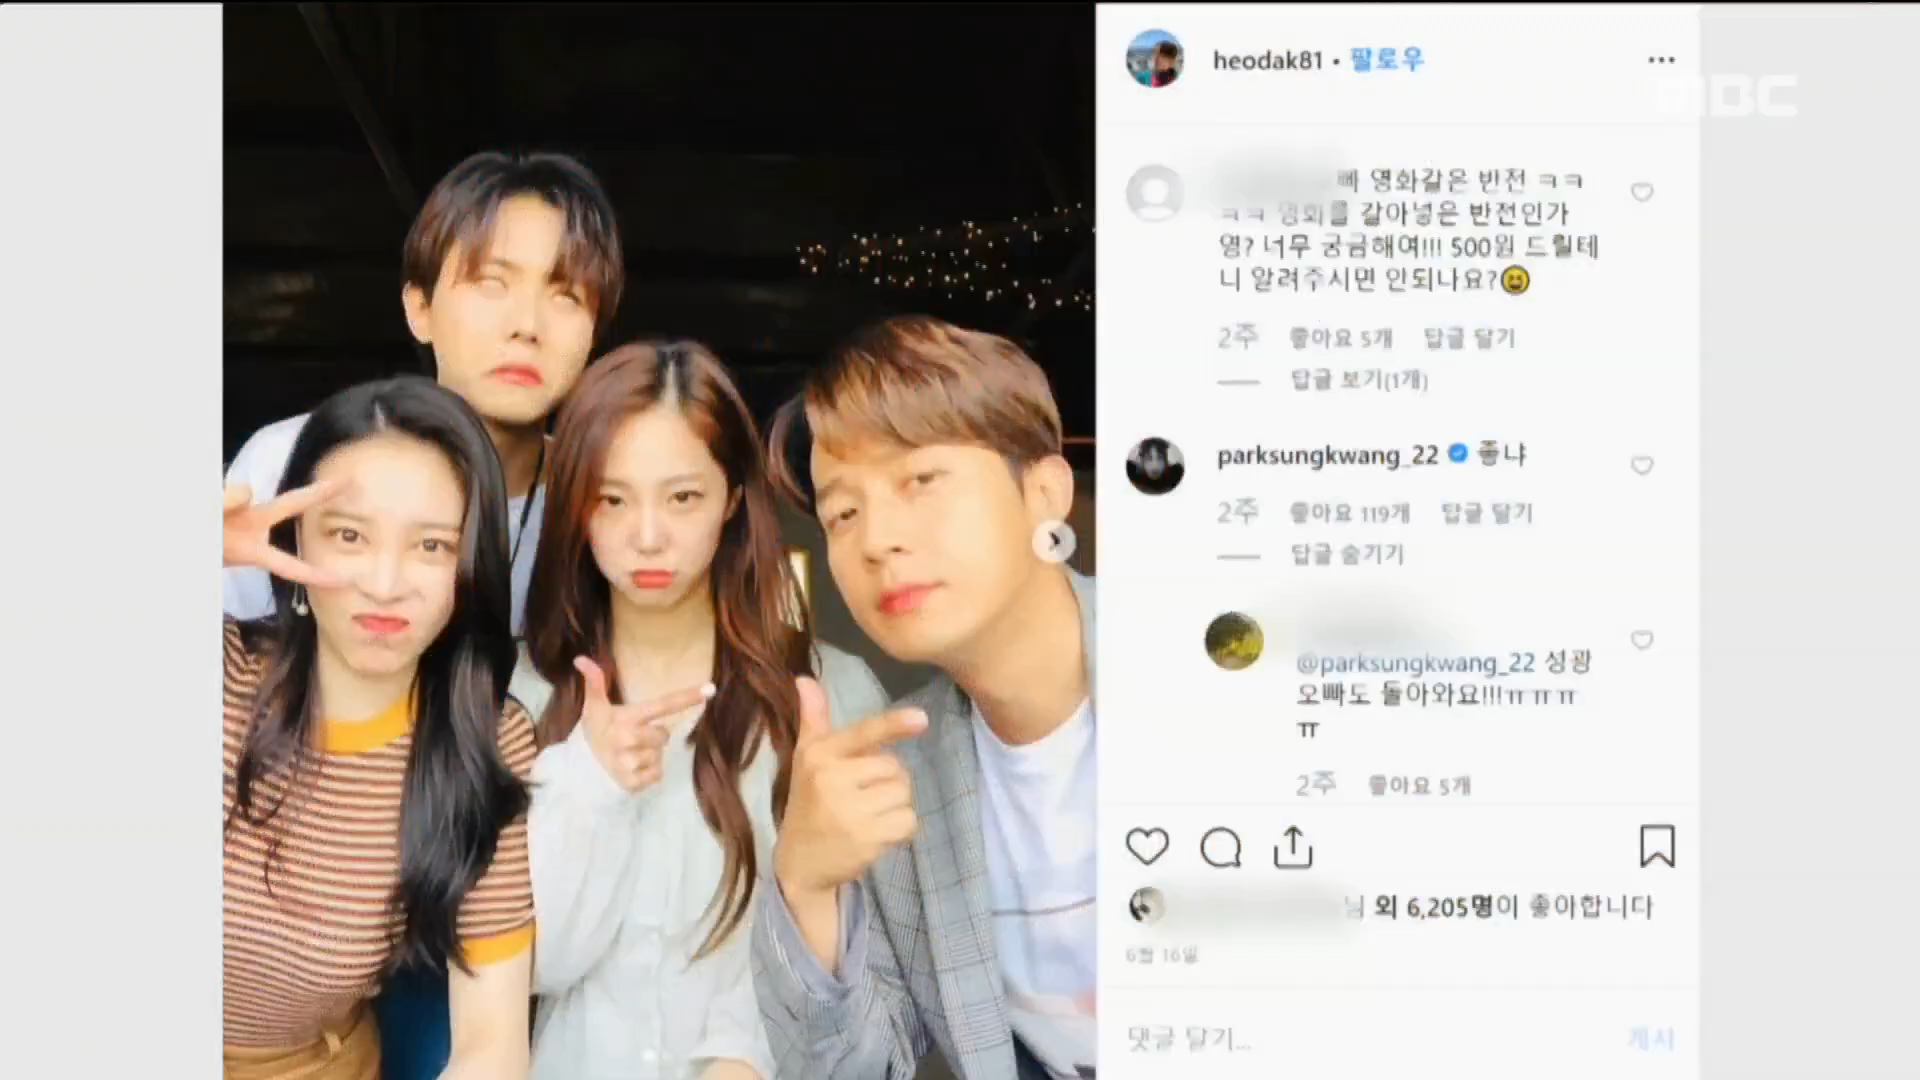 heodak81 • 팔로우
MBC
빠 영화같은 반전 ㅋㅋ
ㅋㅋ 영화를 갈아넣은 반전인가
영? 너무 궁금해여!!! 500원 드릴테
니 알려주시면 안되나요?😆
2주 좋아요 5개 답글 달기
답글 보기(1개)
parksungkwang_22 좋냐
2주 좋아요 119개 답글 달기
답글 숨기기
@parksungkwang_22 성광
오빠도 돌아와요!!!ㅠㅠㅠ
ㅠ
2주 좋아요 5개
님 외 6,205명이 좋아합니다
6월 16일
댓글 달기...
게시